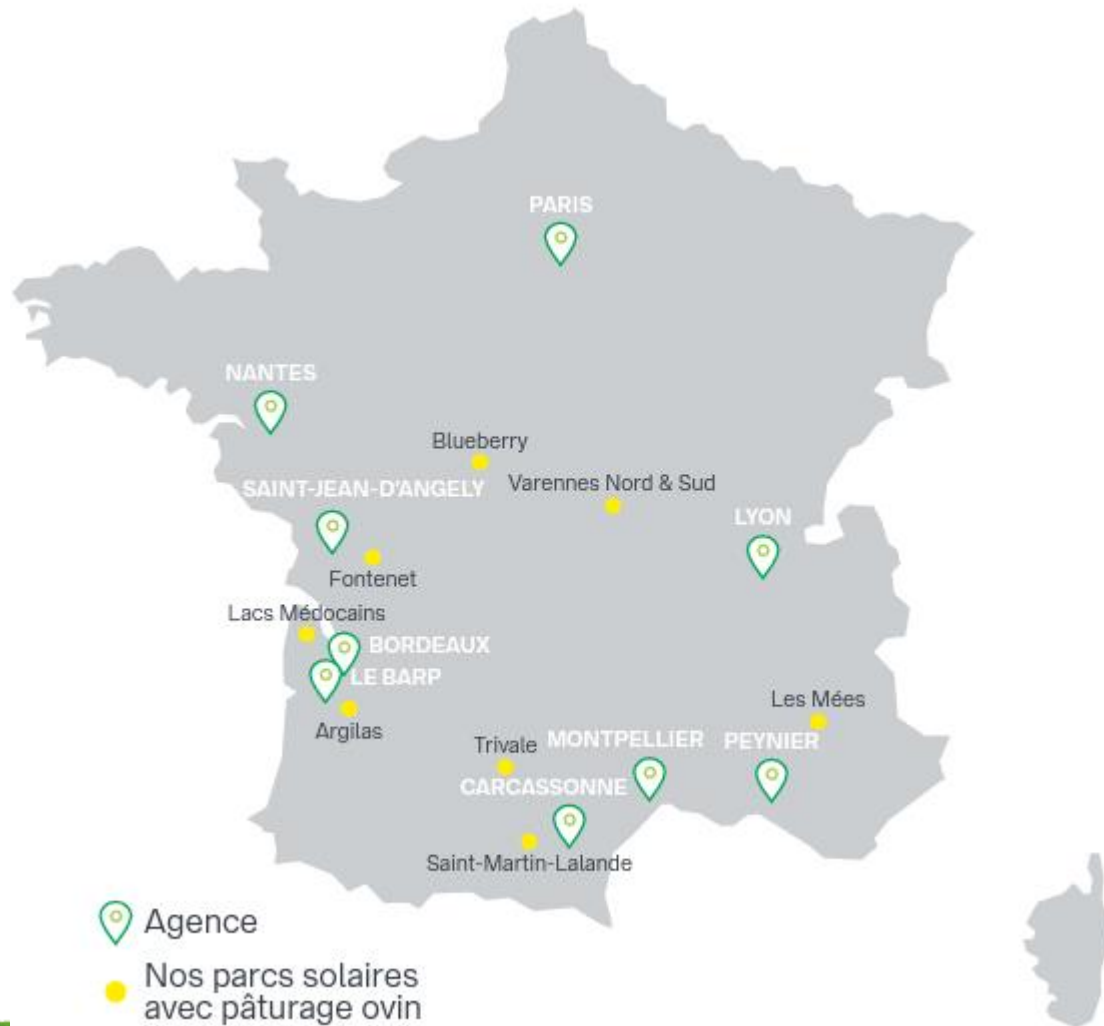 PARIS
NANTES
Blueberry
Varennes Nord & Sud
SAINT-JEAN-D'ANGELY
LYON
Fontenet
Lacs Médocains
BORDEAUX
LE BARP
Argilas
Les Mées
Trivale
MONTPELLIER
PEYNIER
CARCASSONNE
Saint-Martin-Lalande
Agence
Nos parcs solaires
avec pâturage ovin